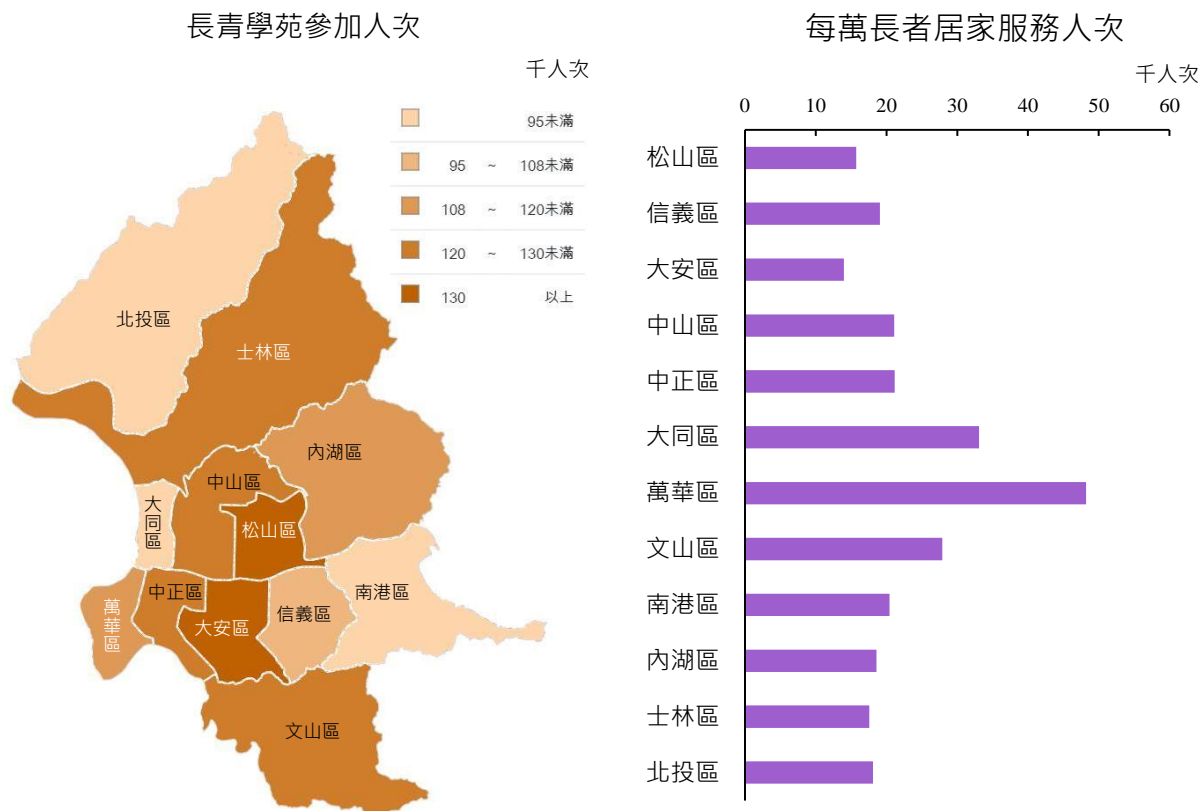 長青學苑參加人次
千人次
95未滿
95 ~ 108未滿
108 ~ 120未滿
120 ~ 130未滿
130 以上
北投區
士林區
內湖區
中山區
大同區
松山區
南港區
中正區
萬華區
大安區
信義區
文山區
每萬長者居家服務人次
千人次
0 10 20 30 40 50 60
松山區
信義區
大安區
中山區
中正區
大同區
萬華區
文山區
南港區
內湖區
士林區
北投區